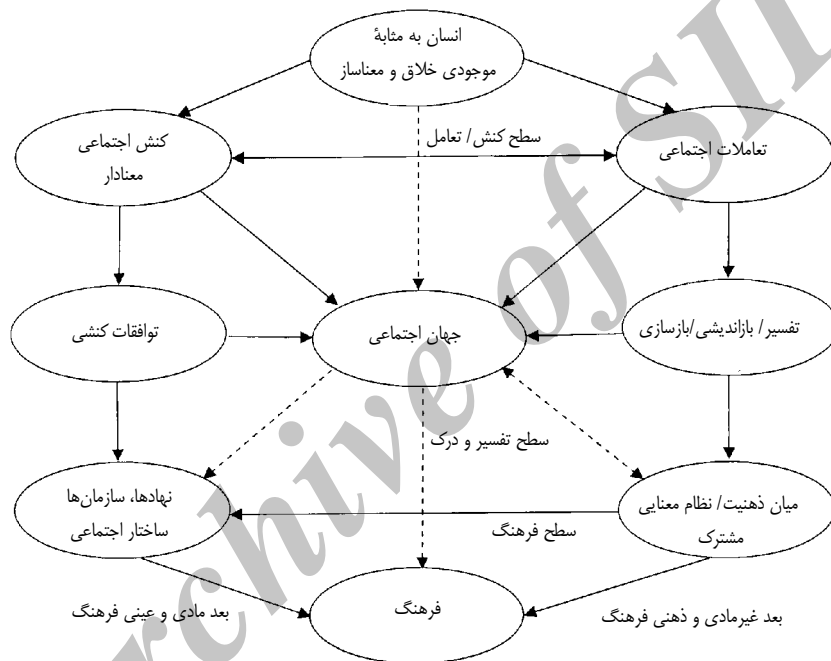 انسان به مثابهٔ
موجودی خلاق و معناساز
تعاملات اجتماعی
سطح کنش/ تعامل
کنش اجتماعی
معنادار
تفسیر/ بازاندیشی/بازسازی
جهان اجتماعی
توافقات کنشی
سطح تفسیر و درک
میان ذهنیت/ نظام معنایی
مشترک
سطح فرهنگ
نهادها، سازمان‌ها
ساختار اجتماعی
بعد غیرمادی و ذهنی فرهنگ
فرهنگ
بعد مادی و عینی فرهنگ